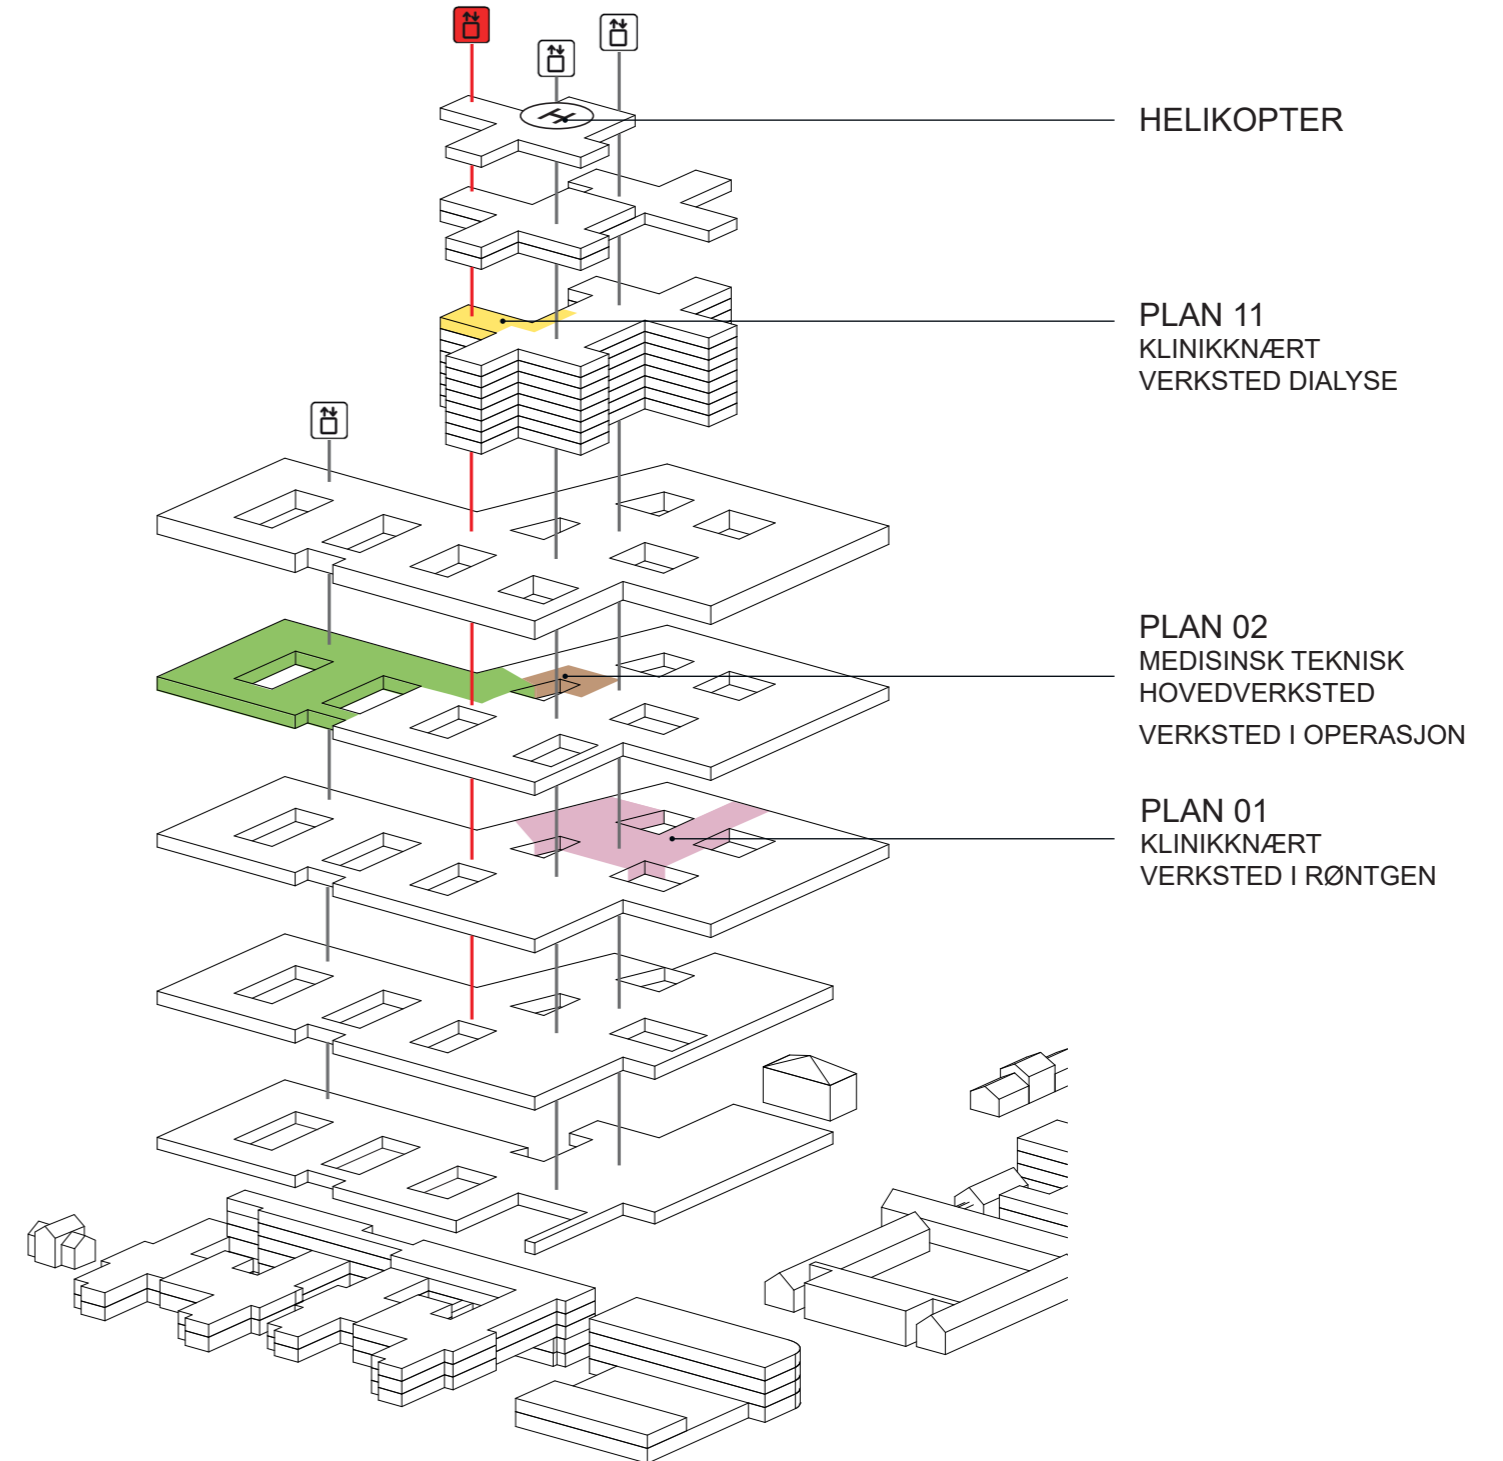 H
HELIKOPTER
PLAN 11
KLINIKKNÆRT
VERKSTED DIALYSE
PLAN 02
MEDISINSK TEKNISK
HOVEDVERKSTED
VERKSTED I OPERASJON
PLAN 01
KLINIKKNÆRT
VERKSTED I RØNTGEN